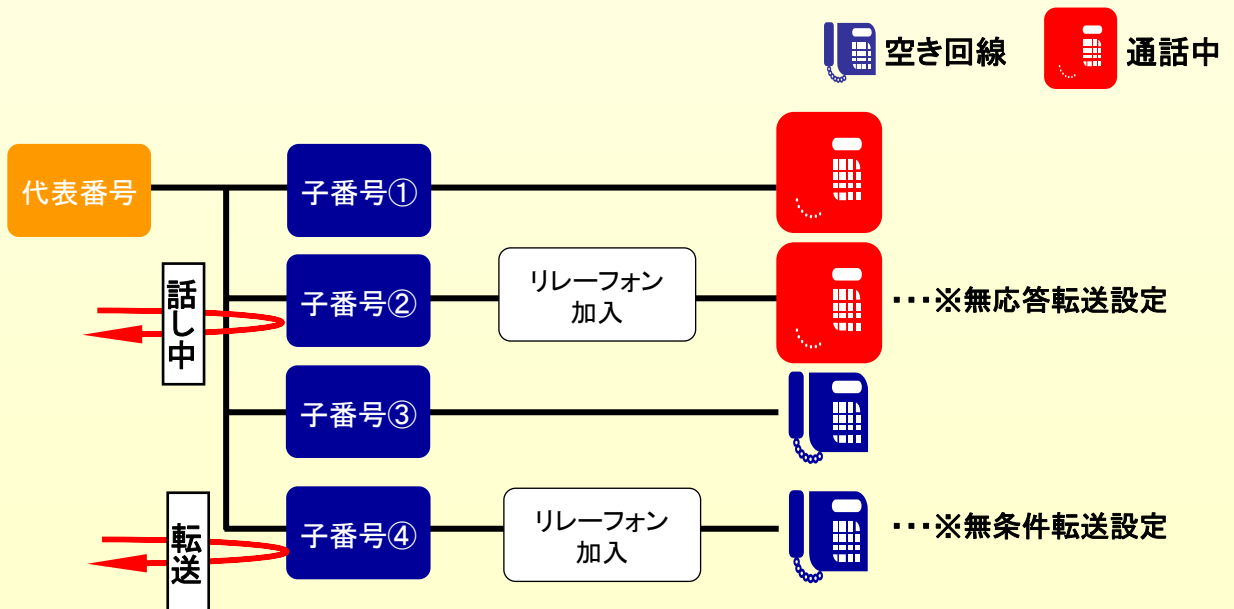 空き回線
通話中
代表番号
子番号①
話し中
子番号②
リレーフォン
加入
･･･※無応答転送設定
子番号③
転送
子番号④
リレーフォン
加入
･･･※無条件転送設定